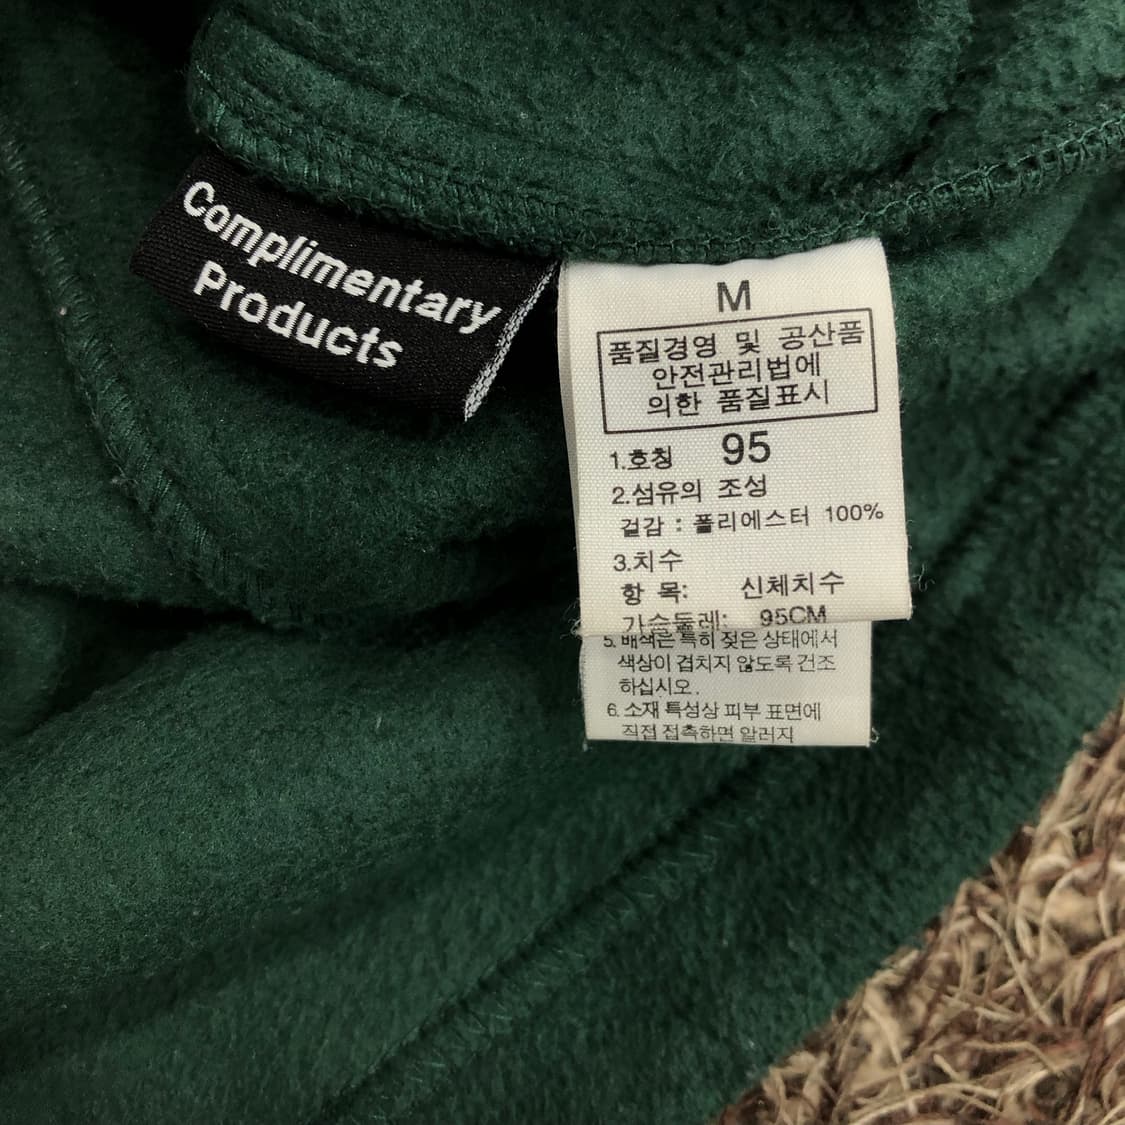 Complimentary
Products
M
품질경영 및 공산품
안전관리법에
의한 품질표시
1.호칭 95
2.섬유의 조성
겉감 : 폴리에스터 100%
3.치수
항 목: 신체치수
가슴둘레: 95CM
5. 배색은 특히 젖은 상태에서
색상이 겹치지 않도록 건조
하십시오.
6. 소재 특성상 피부 표면에
직접 접촉하면 알러지